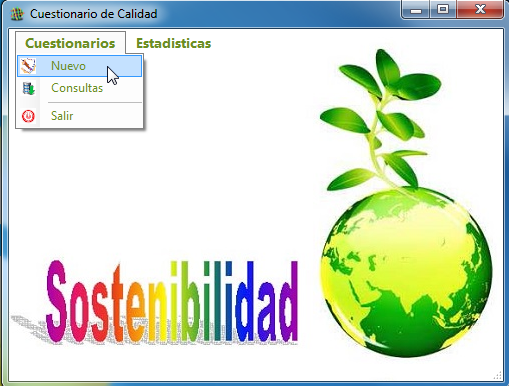 Cuestionario de Calidad
Cuestionarios Estadisticas
Nuevo
Consultas
Salir
Sostenibilidad